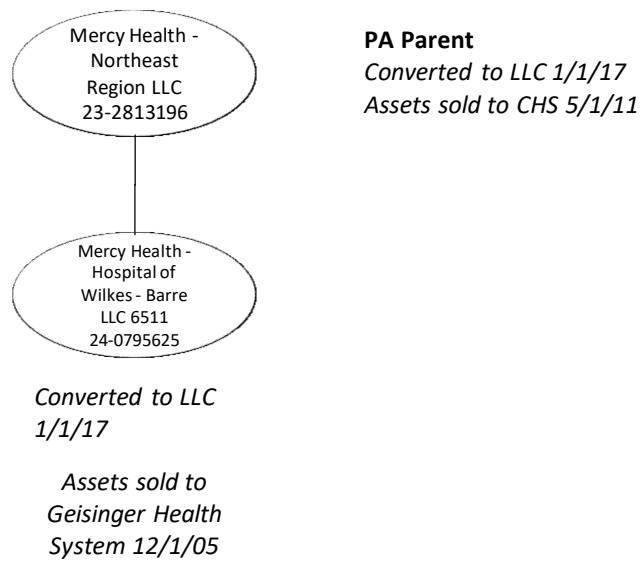 Mercy Health -
Northeast
Region LLC
23-2813196
PA Parent
Converted to LLC 1/1/17
Assets sold to CHS 5/1/11
Mercy Health -
Hospital of
Wilkes - Barre
LLC 6511
24-0795625
Converted to LLC
1/1/17
Assets sold to
Geisinger Health
System 12/1/05